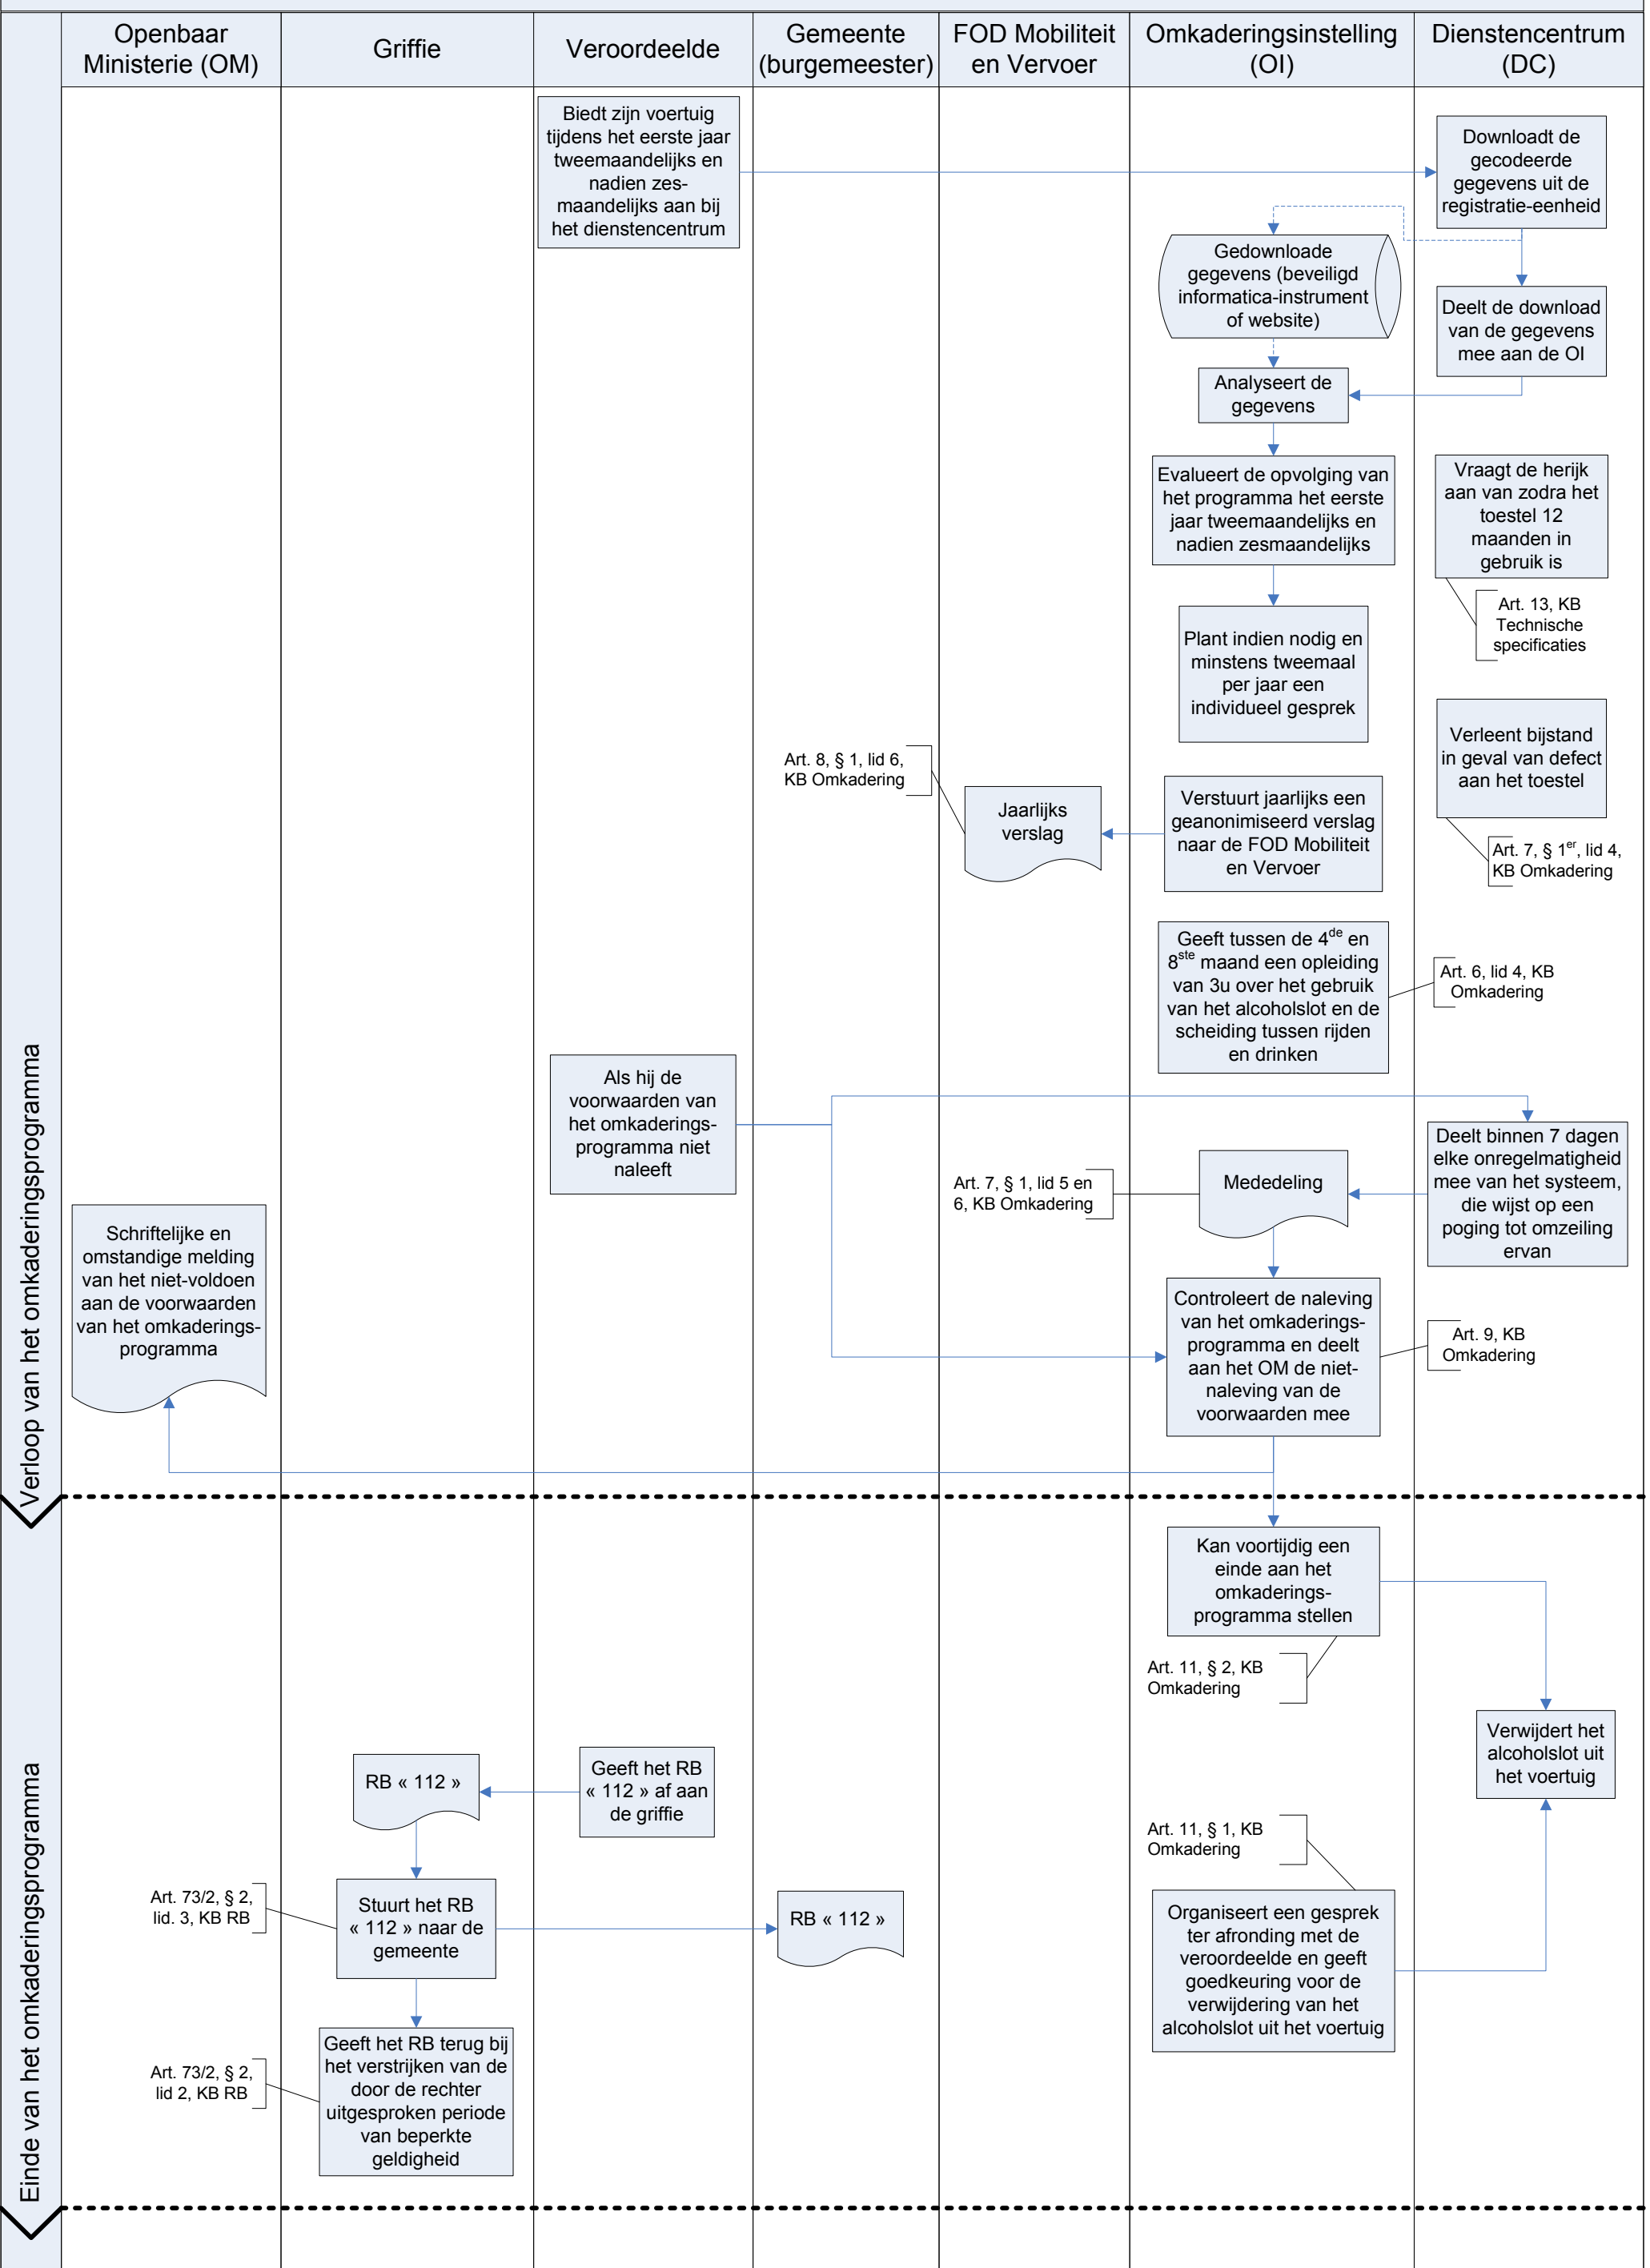 Openbaar
Ministerie (OM)
Griffie
Veroordeelde
Gemeente
(burgemeester)
FOD Mobiliteit
en Vervoer
Omkaderingsinstelling
(OI)
Dienstencentrum
(DC)
Verloop van het omkaderingsprogramma
Biedt zijn voertuig
tijdens het eerste jaar
tweemaandelijks en
nadien zes-
maandelijks aan bij
het dienstencentrum
Downloadt de
gecodeerde
gegevens uit de
registratie-eenheid
Gedownloade
gegevens (beveiligd
informatica-instrument
of website)
Deelt de download
van de gegevens
mee aan de OI
Analyseert de
gegevens
Evalueert de opvolging van
het programma het eerste
jaar tweemaandelijks en
nadien zesmaandelijks
Vraagt de herijk
aan van zodra het
toestel 12
maanden in
gebruik is
Art. 13, KB
Technische
specificaties
Plant indien nodig en
minstens tweemaal
per jaar een
individueel gesprek
Verleent bijstand
in geval van defect
aan het toestel
Art. 8, § 1, lid 6,
KB Omkadering
Jaarlijks
verslag
Verstuurt jaarlijks een
geanonimiseerd verslag
naar de FOD Mobiliteit
en Vervoer
Art. 7, § 1er, lid 4,
KB Omkadering
Geeft tussen de 4de en
8ste maand een opleiding
van 3u over het gebruik
van het alcoholslot en de
scheiding tussen rijden
en drinken
Art. 6, lid 4, KB
Omkadering
Als hij de
voorwaarden van
het omkaderings-
programma niet
naleeft
Deelt binnen 7 dagen
elke onregelmatigheid
mee van het systeem,
die wijst op een
poging tot omzeiling
ervan
Art. 7, § 1, lid 5 en
6, KB Omkadering
Mededeling
Schriftelijke en
omstandige melding
van het niet-voldoen
aan de voorwaarden
van het omkaderings-
programma
Controleert de naleving
van het omkaderings-
programma en deelt
aan het OM de niet-
naleving van de
voorwaarden mee
Art. 9, KB
Omkadering
Einde van het omkaderingsprogramma
Kan voortijdig een
einde aan het
omkaderings-
programma stellen
Art. 11, § 2, KB
Omkadering
Verwijdert het
alcoholslot uit
het voertuig
RB « 112 »
Geeft het RB
« 112 » af aan
de griffie
Art. 11, § 1, KB
Omkadering
Art. 73/2, § 2,
lid. 3, KB RB
Stuurt het RB
« 112 » naar de
gemeente
RB « 112 »
Organiseert een gesprek
ter afronding met de
veroordeelde en geeft
goedkeuring voor de
verwijdering van het
alcoholslot uit het voertuig
Art. 73/2, § 2,
lid 2, KB RB
Geeft het RB terug bij
het verstrijken van de
door de rechter
uitgesproken periode
van beperkte
geldigheid